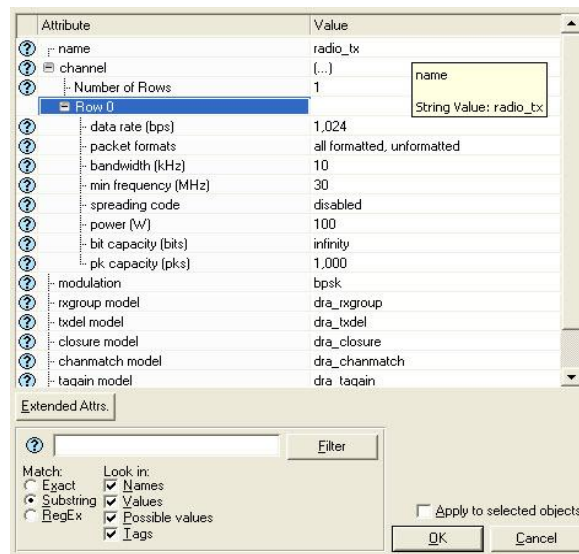 Attribute Value
name radio_tx
channel (...)
Number of Rows 1
Row 0
data rate (bps) 1,024
packet formats all formatted, unformatted
bandwidth (kHz) 10
min frequency (MHz) 30
spreading code disabled
power (W) 100
bit capacity (bits) infinity
pk capacity (pks) 1,000
modulation bpsk
rxgroup model dra_rxgroup
txdel model dra_txdel
closure model dra_closure
chanmatch model dra_chanmatch
tagain model dra_tagain
name
String Value: radio_tx
Extended Attrs.
Filter
Match: Look in:
Exact Names
Substring Values
RegEx Possible values
Tags
Apply to selected objects
OK Cancel